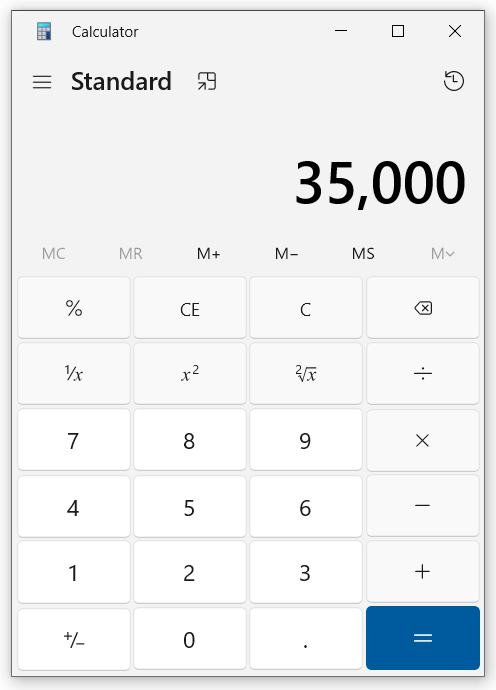 Calculator
Standard
35,000
MC MR M+ M− MS M
% CE C
¹/x x² ²√x ÷
7 8 9 ×
4 5 6 −
1 2 3 +
+/− 0 . =